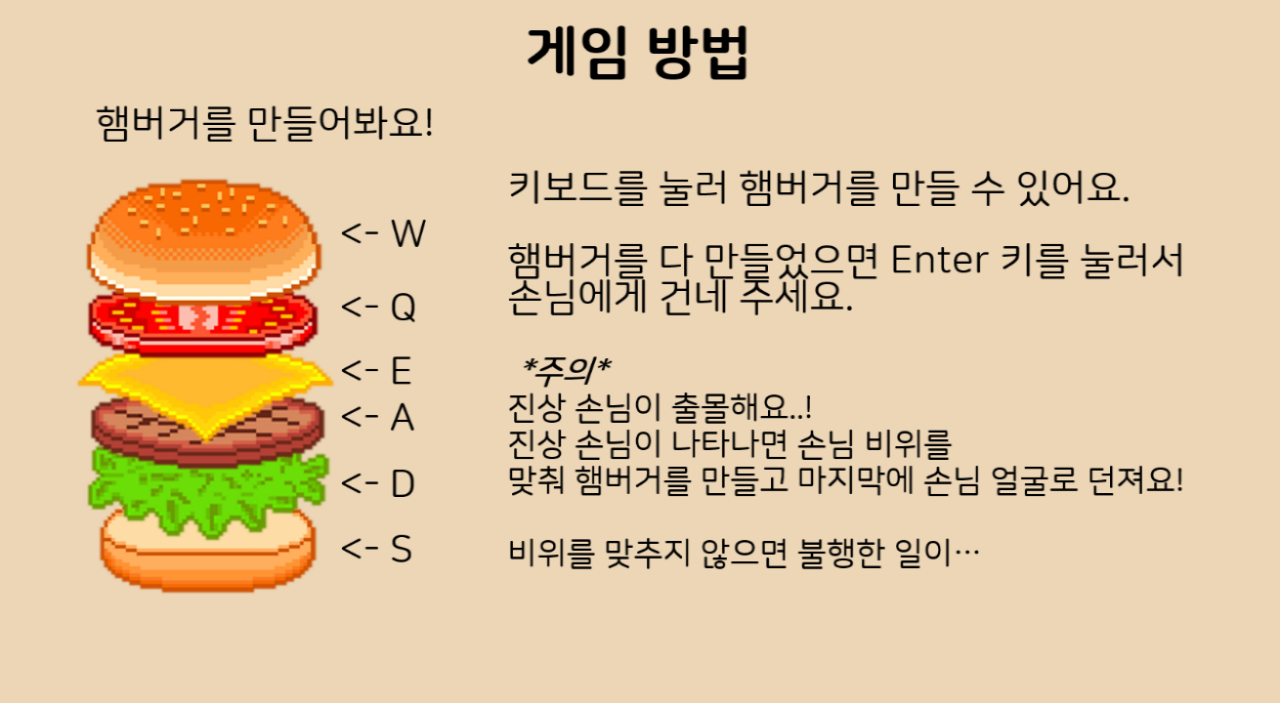 게임 방법
햄버거를 만들어봐요!
<- W
<- Q
<- E
<- A
<- D
<- S
키보드를 눌러 햄버거를 만들 수 있어요.
햄버거를 다 만들었으면 Enter 키를 눌러서
손님에게 건네 주세요.
*주의*
진상 손님이 출몰해요..!
진상 손님이 나타나면 손님 비위를
맞춰 햄버거를 만들고 마지막에 손님 얼굴로 던져요!
비위를 맞추지 않으면 불행한 일이…